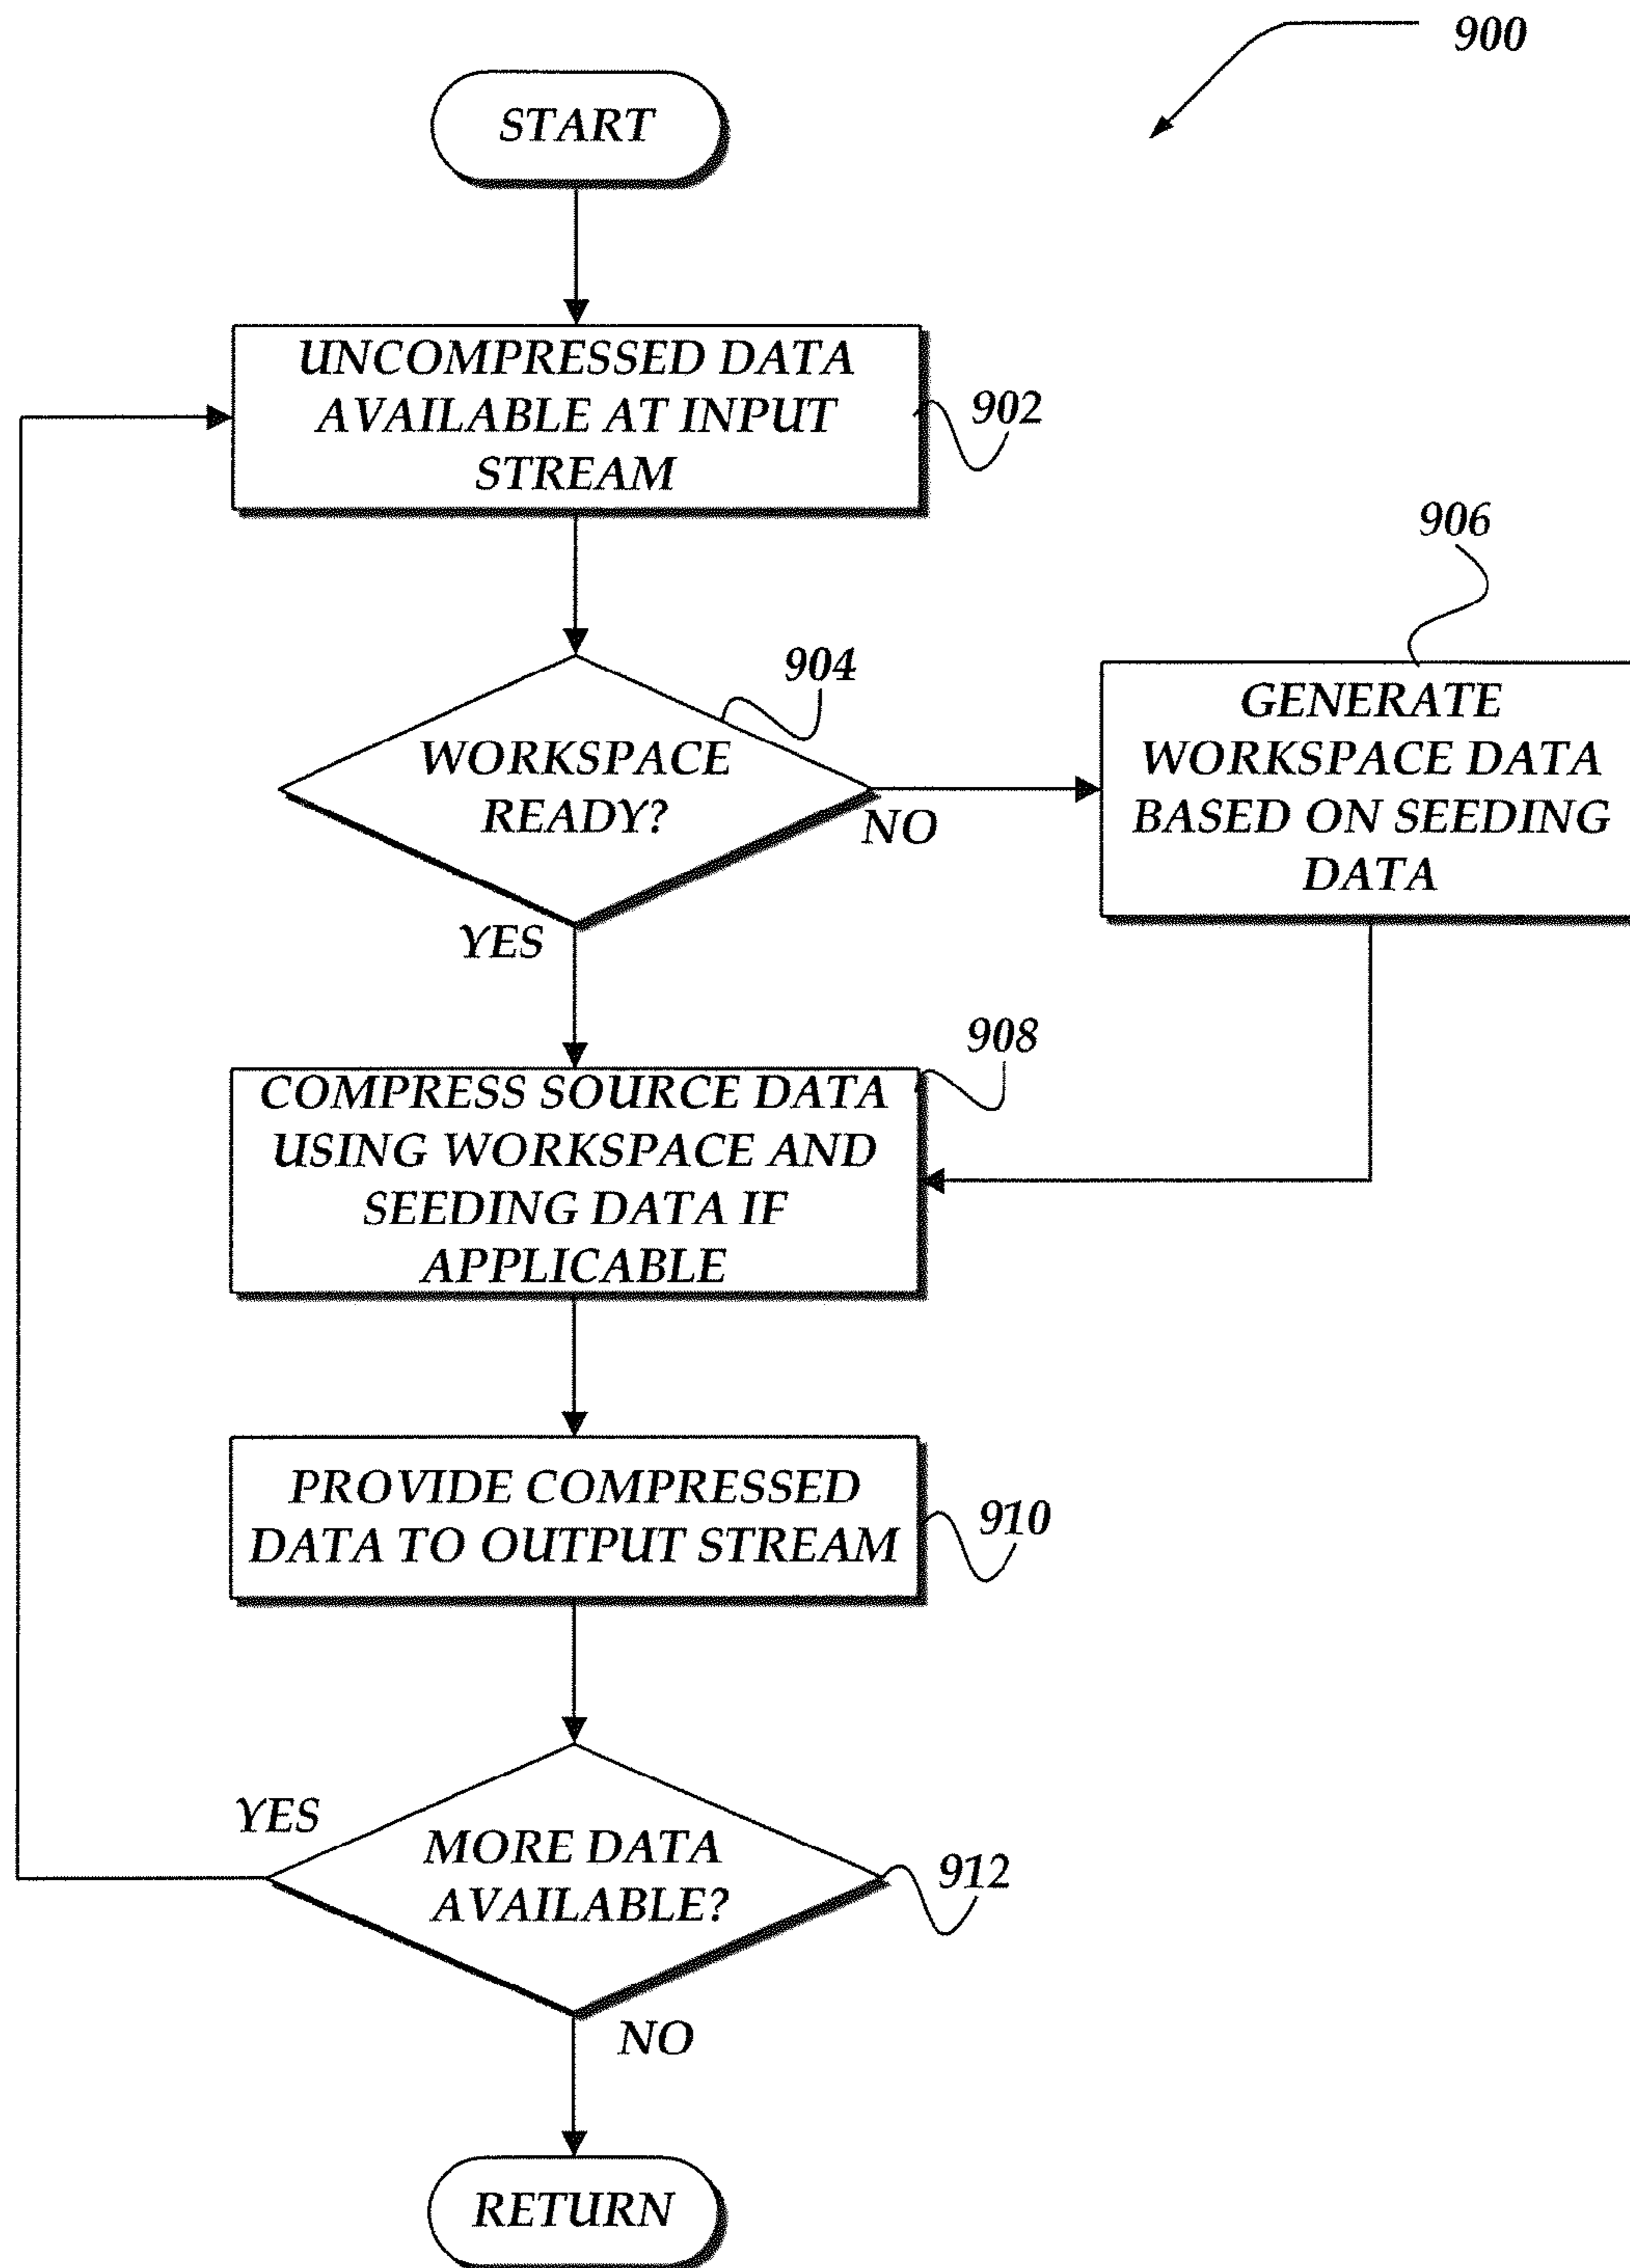 900
START
UNCOMPRESSED DATA
AVAILABLE AT INPUT
STREAM
902
904
WORKSPACE
READY?
NO
YES
906
GENERATE
WORKSPACE DATA
BASED ON SEEDING
DATA
908
COMPRESS SOURCE DATA
USING WORKSPACE AND
SEEDING DATA IF
APPLICABLE
PROVIDE COMPRESSED
DATA TO OUTPUT STREAM
910
YES
MORE DATA
AVAILABLE?
912
NO
RETURN